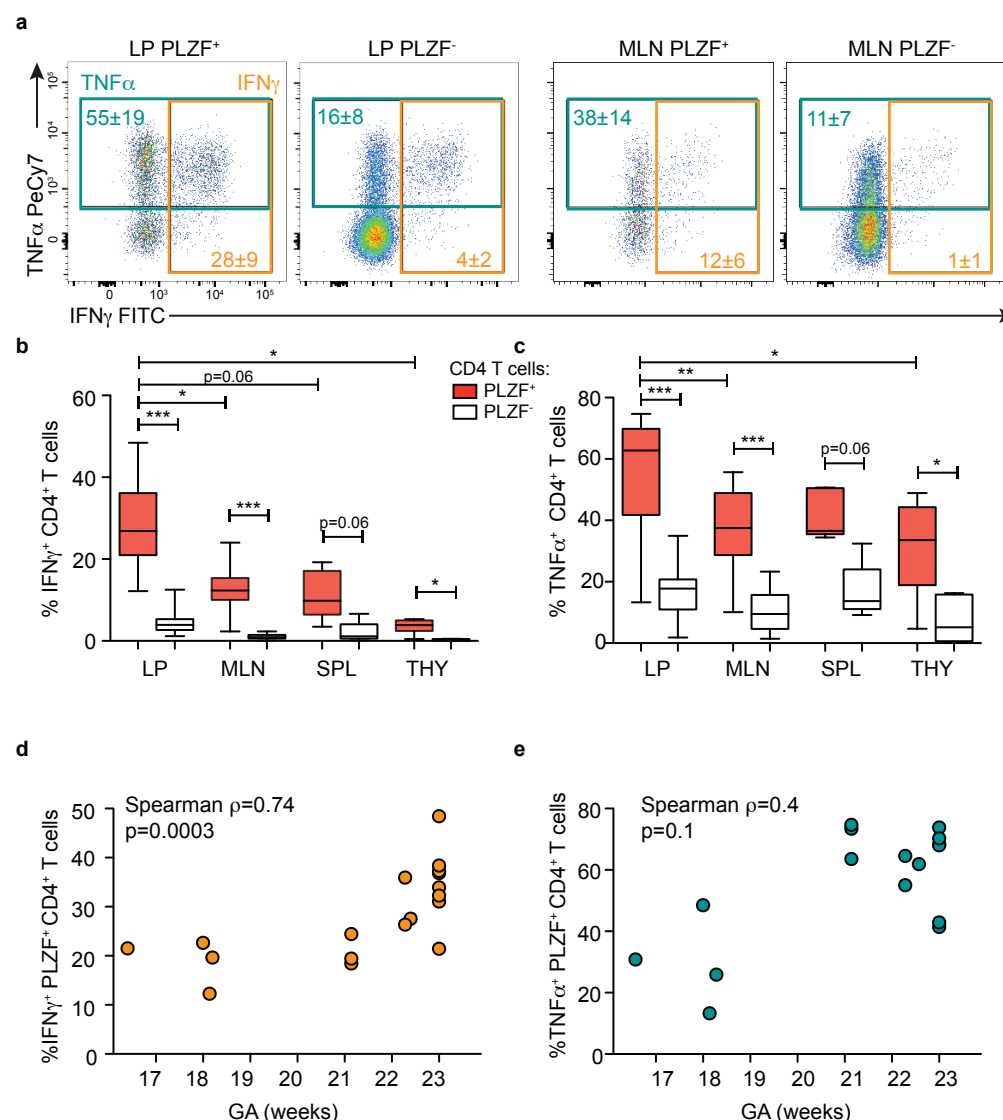 a
LP PLZF⁺
LP PLZF⁻
MLN PLZF⁺
MLN PLZF⁻
TNFα PeCy7
10⁵
10⁴
10³
0
TNFα
IFNγ
55±19
28±9
16±8
4±2
38±14
12±6
11±7
1±1
0 10³ 10⁴ 10⁵
IFNγ FITC
b
% IFNγ⁺ CD4⁺ T cells
60
40
20
0
*
p=0.06
*
***
***
p=0.06
*
LP MLN SPL THY
CD4 T cells:
PLZF⁺
PLZF⁻
c
% TNFα⁺ CD4⁺ T cells
80
60
40
20
0
*
**
***
***
p=0.06
*
LP MLN SPL THY
d
Spearman ρ=0.74
p=0.0003
%IFNγ⁺ PLZF⁺ CD4⁺ T cells
50
40
30
20
10
0
17 18 19 20 21 22 23
GA (weeks)
e
Spearman ρ=0.4
p=0.1
%TNFα⁺ PLZF⁺ CD4⁺ T cells
80
60
40
20
0
17 18 19 20 21 22 23
GA (weeks)